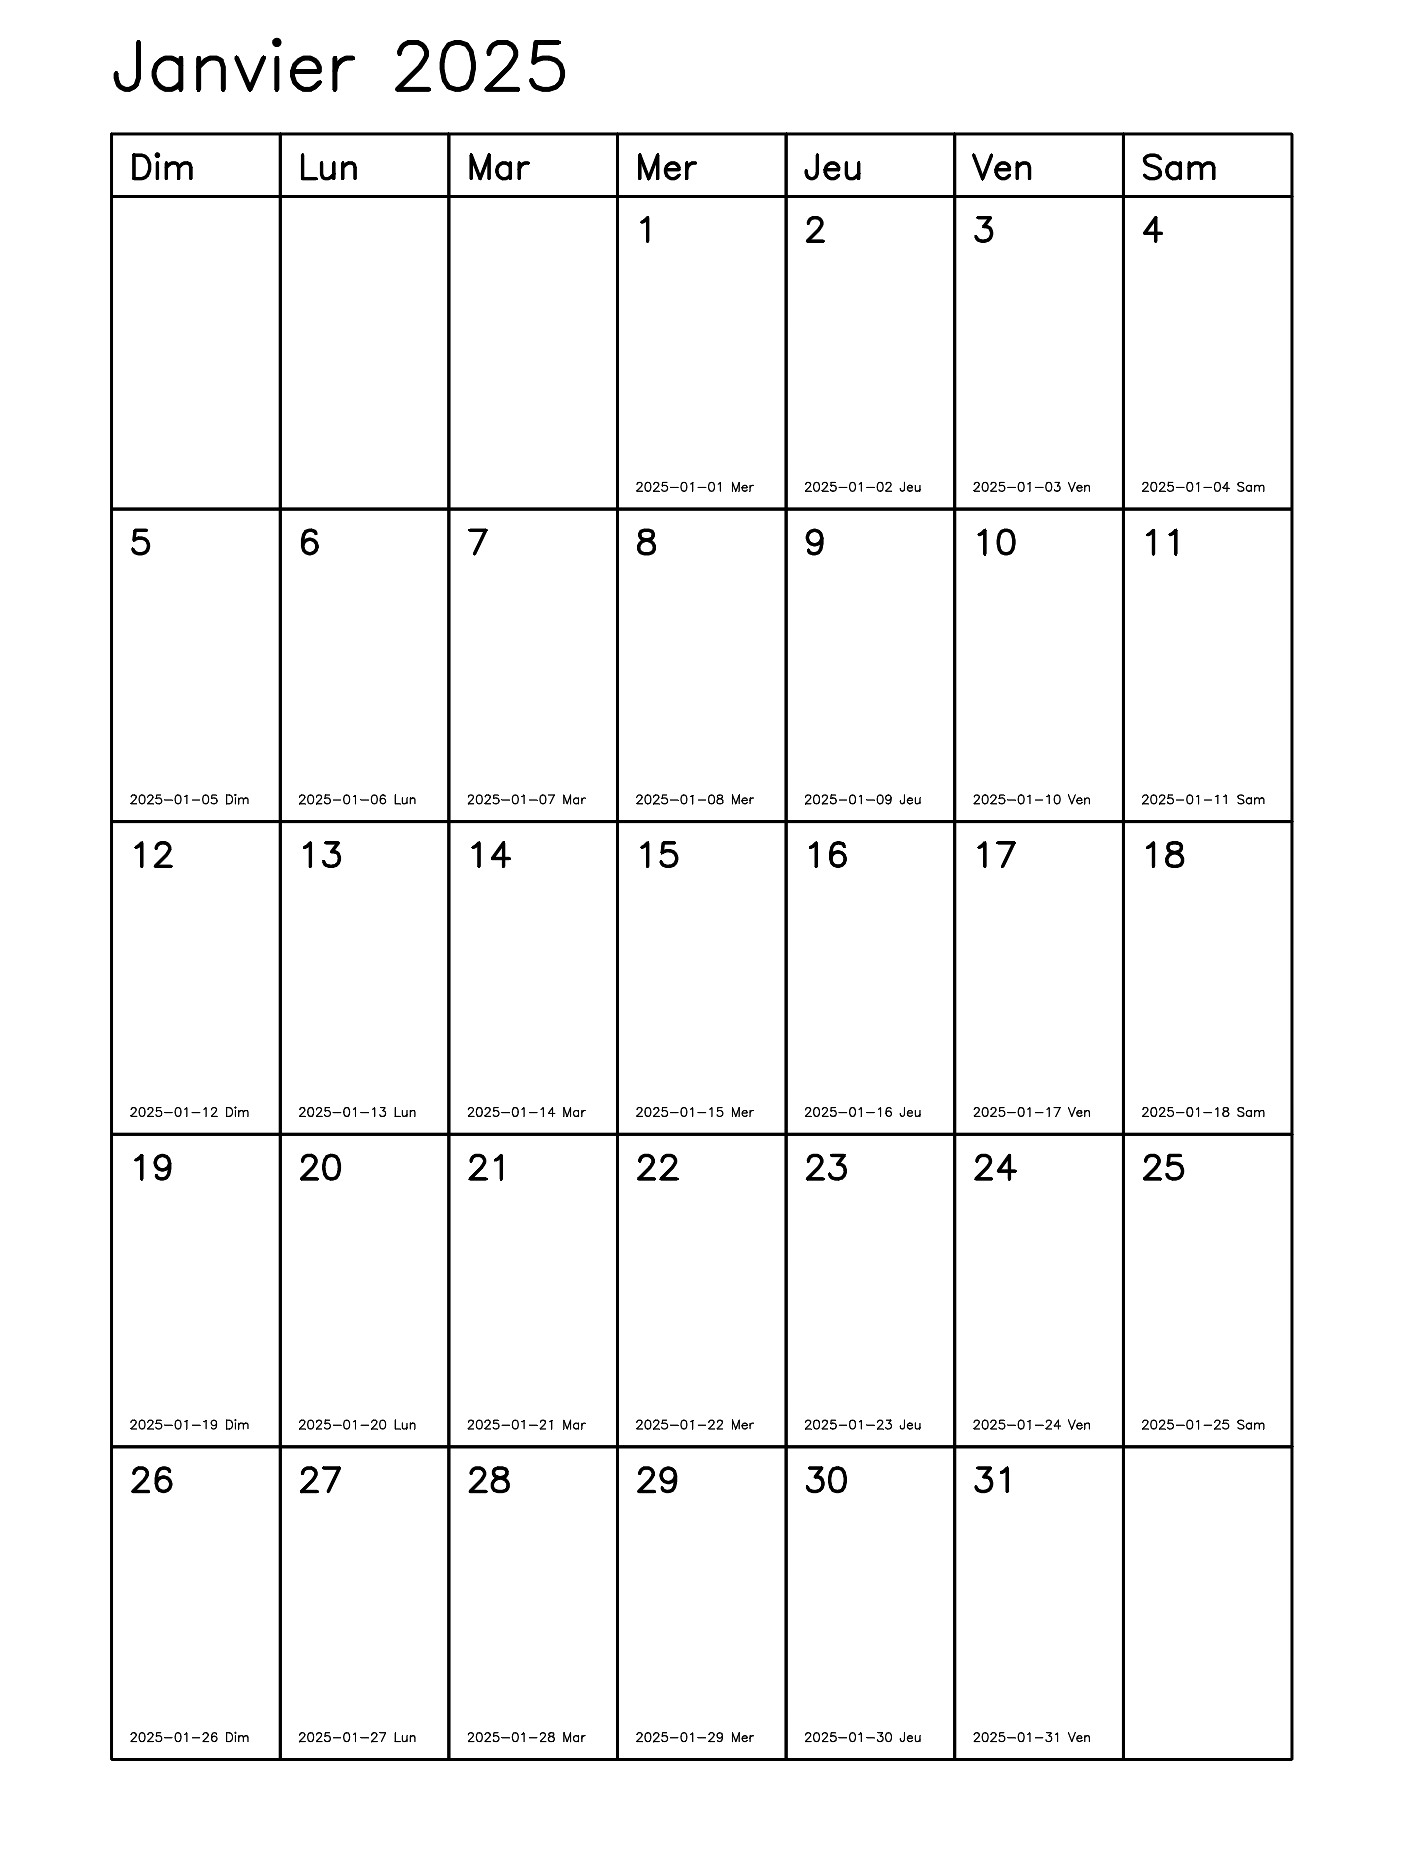 Janvier 2025
Dim Lun Mar Mer Jeu Ven Sam
1 2 3 4
2025-01-01 Mer 2025-01-02 Jeu 2025-01-03 Ven 2025-01-04 Sam
5 6 7 8 9 10 11
2025-01-05 Dim 2025-01-06 Lun 2025-01-07 Mar 2025-01-08 Mer 2025-01-09 Jeu 2025-01-10 Ven 2025-01-11 Sam
12 13 14 15 16 17 18
2025-01-12 Dim 2025-01-13 Lun 2025-01-14 Mar 2025-01-15 Mer 2025-01-16 Jeu 2025-01-17 Ven 2025-01-18 Sam
19 20 21 22 23 24 25
2025-01-19 Dim 2025-01-20 Lun 2025-01-21 Mar 2025-01-22 Mer 2025-01-23 Jeu 2025-01-24 Ven 2025-01-25 Sam
26 27 28 29 30 31
2025-01-26 Dim 2025-01-27 Lun 2025-01-28 Mar 2025-01-29 Mer 2025-01-30 Jeu 2025-01-31 Ven